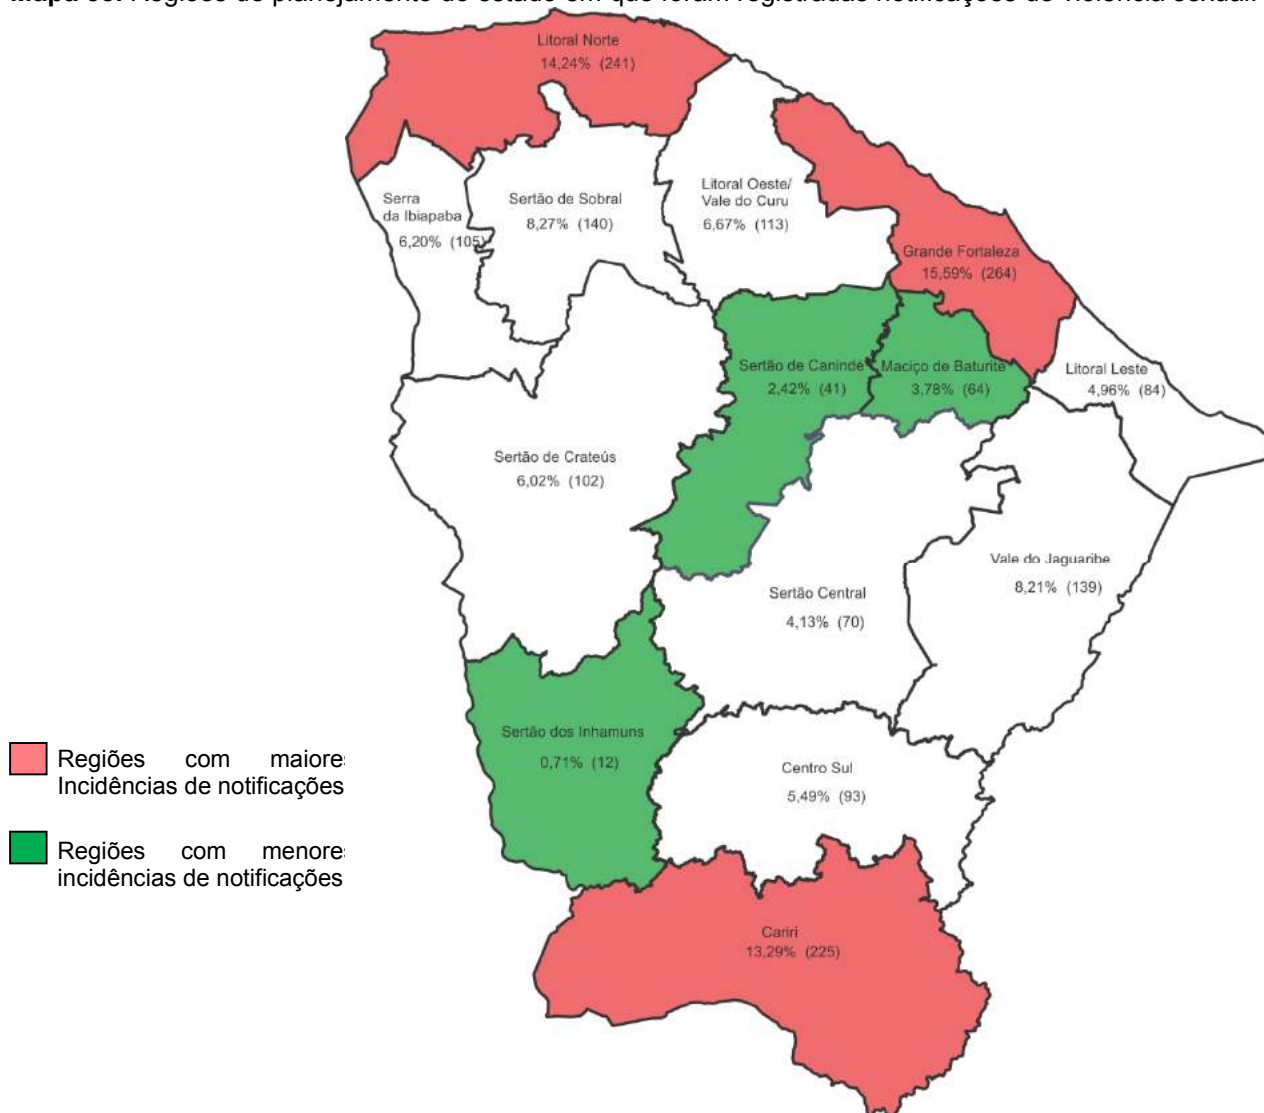 Litoral Norte
14,24% (241)
Serra
da Ibiapaba
6,20% (105)
Sertão de Sobral
8,27% (140)
Litoral Oeste/
Vale do Curu
6,67% (113)
Grande Fortaleza
15,59% (264)
Sertão de Canindé
2,42% (41)
Maciço de Baturité
3,78% (64)
Litoral Leste
4,96% (84)
Sertão de Crateús
6,02% (102)
Vale do Jaguaribe
8,21% (139)
Sertão Central
4,13% (70)
Sertão dos Inhamuns
0,71% (12)
Centro Sul
5,49% (93)
Cariri
13,29% (225)
Regiões com maiores
Incidências de notificações
Regiões com menores
incidências de notificações